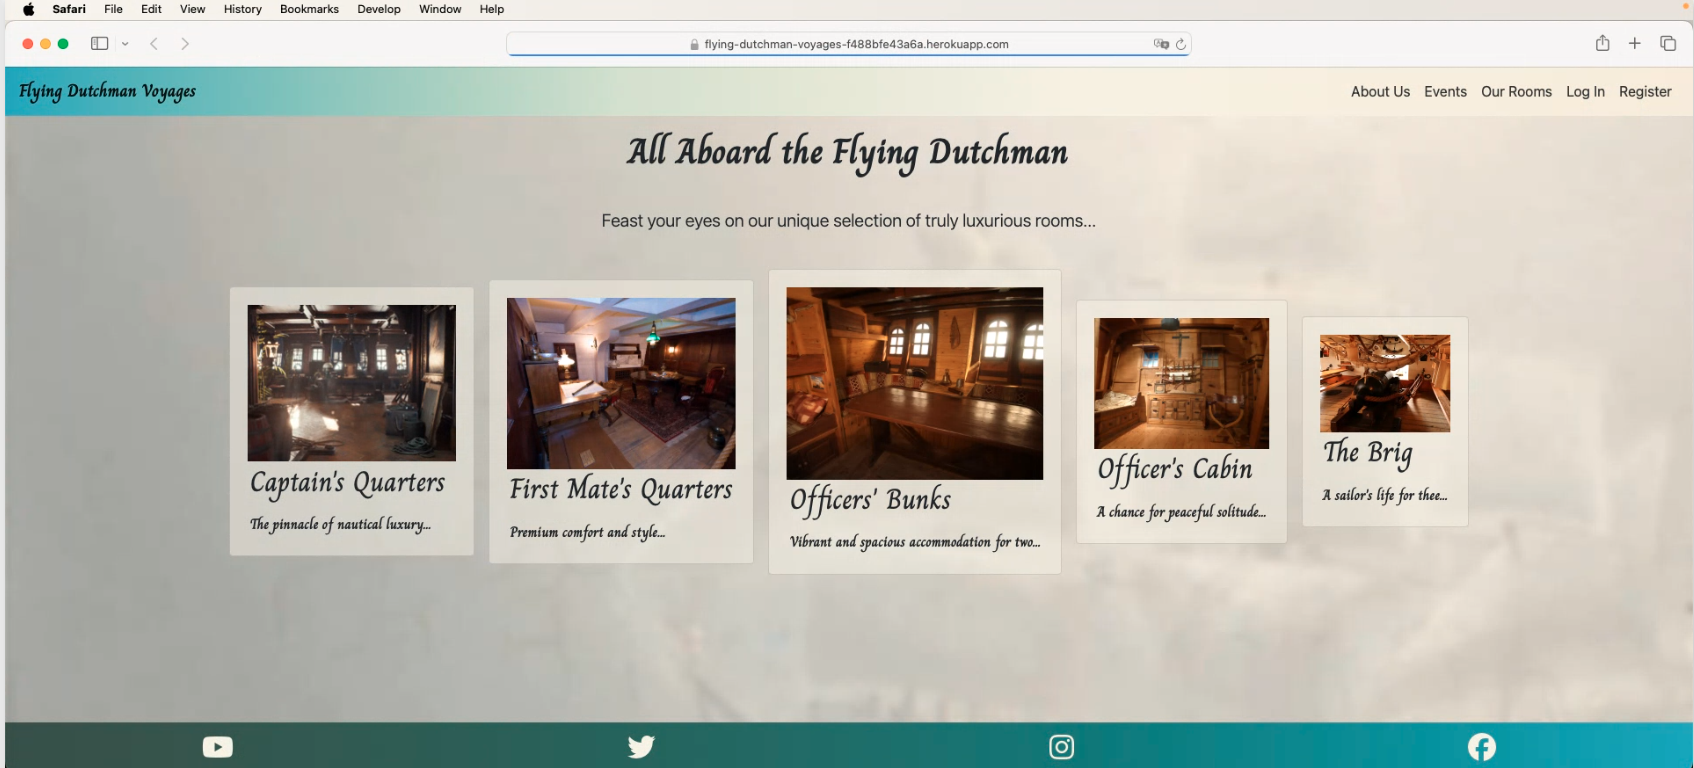 Safari File Edit View History Bookmarks Develop Window Help
flying-dutchman-voyages-f488bfe43a6a.herokuapp.com
Flying Dutchman Voyages
About Us Events Our Rooms Log In Register
All Aboard the Flying Dutchman
Feast your eyes on our unique selection of truly luxurious rooms...
Captain's Quarters
The pinnacle of nautical luxury...
First Mate's Quarters
Premium comfort and style...
Officers' Bunks
Vibrant and spacious accommodation for two...
Officer's Cabin
A chance for peaceful solitude...
The Brig
A sailor's life for thee...